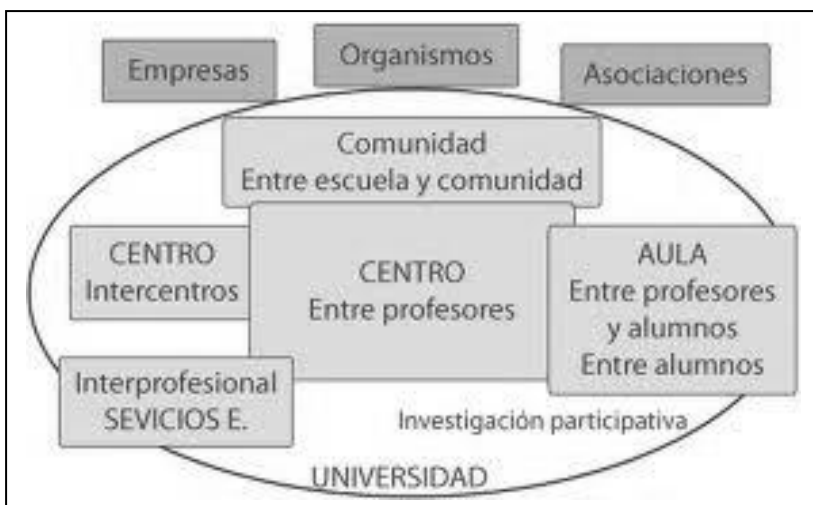 Empresas
Organismos
Asociaciones
Comunidad
Entre escuela y comunidad
CENTRO
Intercentros
CENTRO
Entre profesores
AULA
Entre profesores
y alumnos
Entre alumnos
Interprofesional
SEVICIOS E.
Investigación participativa
UNIVERSIDAD